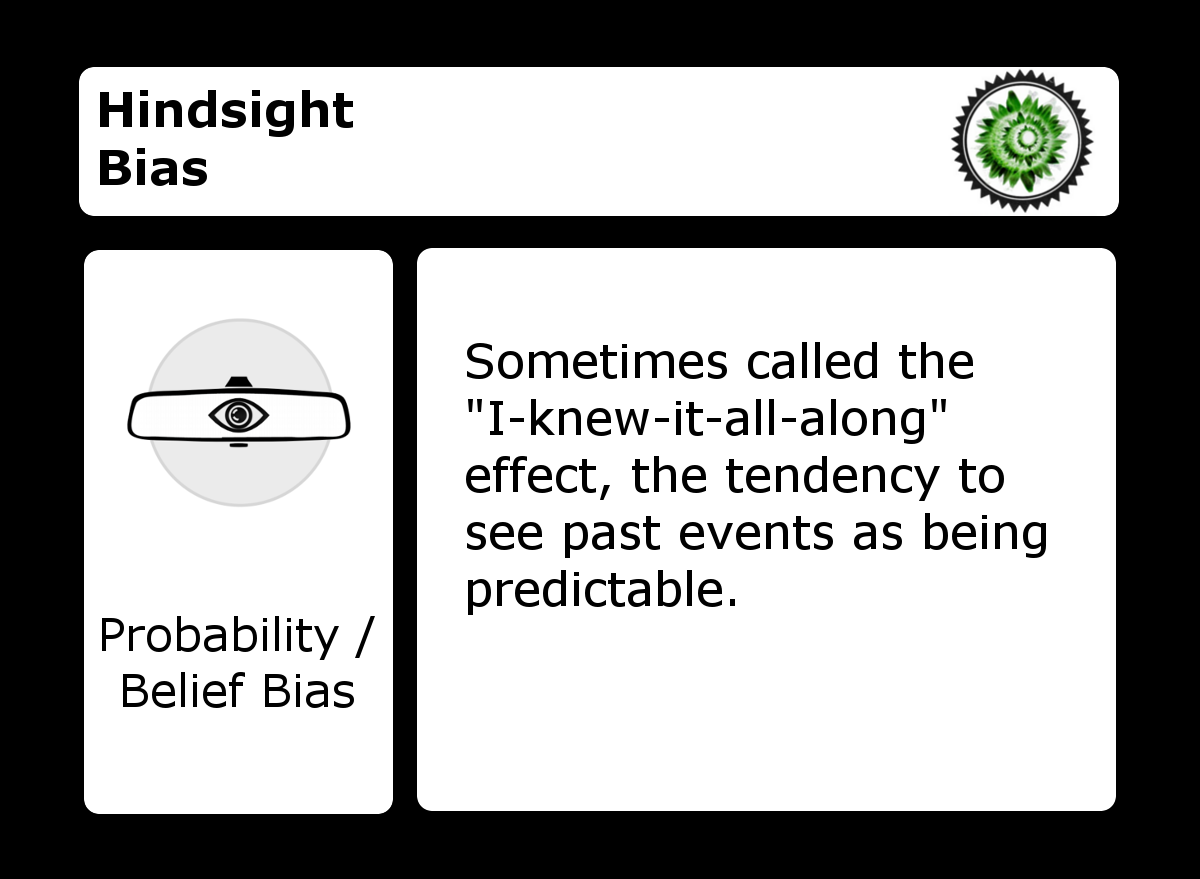 Hindsight
Bias
Probability /
Belief Bias
Sometimes called the
"I-knew-it-all-along"
effect, the tendency to
see past events as being
predictable.